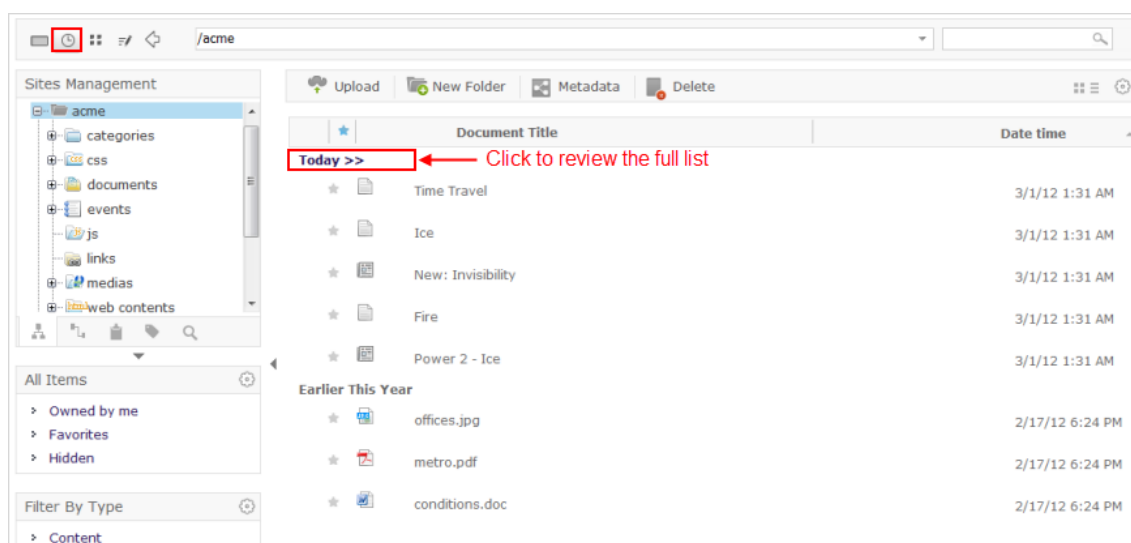 /acme
Sites Management
Upload New Folder Metadata Delete
acme
categories
css
documents
events
js
links
medias
web contents
Document Title Date time
Today >> Click to review the full list
Time Travel 3/1/12 1:31 AM
Ice 3/1/12 1:31 AM
New: Invisibility 3/1/12 1:31 AM
Fire 3/1/12 1:31 AM
Power 2 - Ice 3/1/12 1:31 AM
Earlier This Year
offices.jpg 2/17/12 6:24 PM
metro.pdf 2/17/12 6:24 PM
conditions.doc 2/17/12 6:24 PM
All Items
Owned by me
Favorites
Hidden
Filter By Type
Content